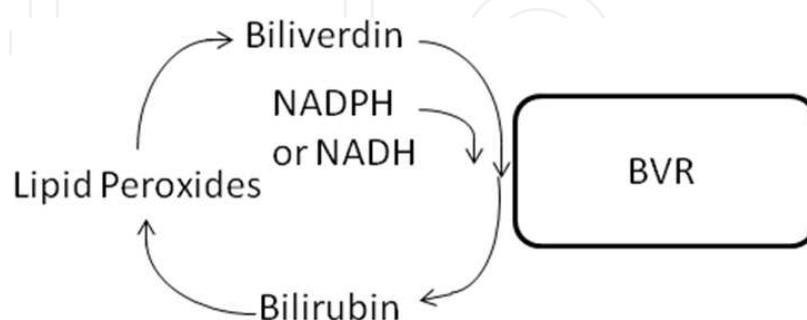 Biliverdin
NADPH
or NADH
BVR
Lipid Peroxides
Bilirubin